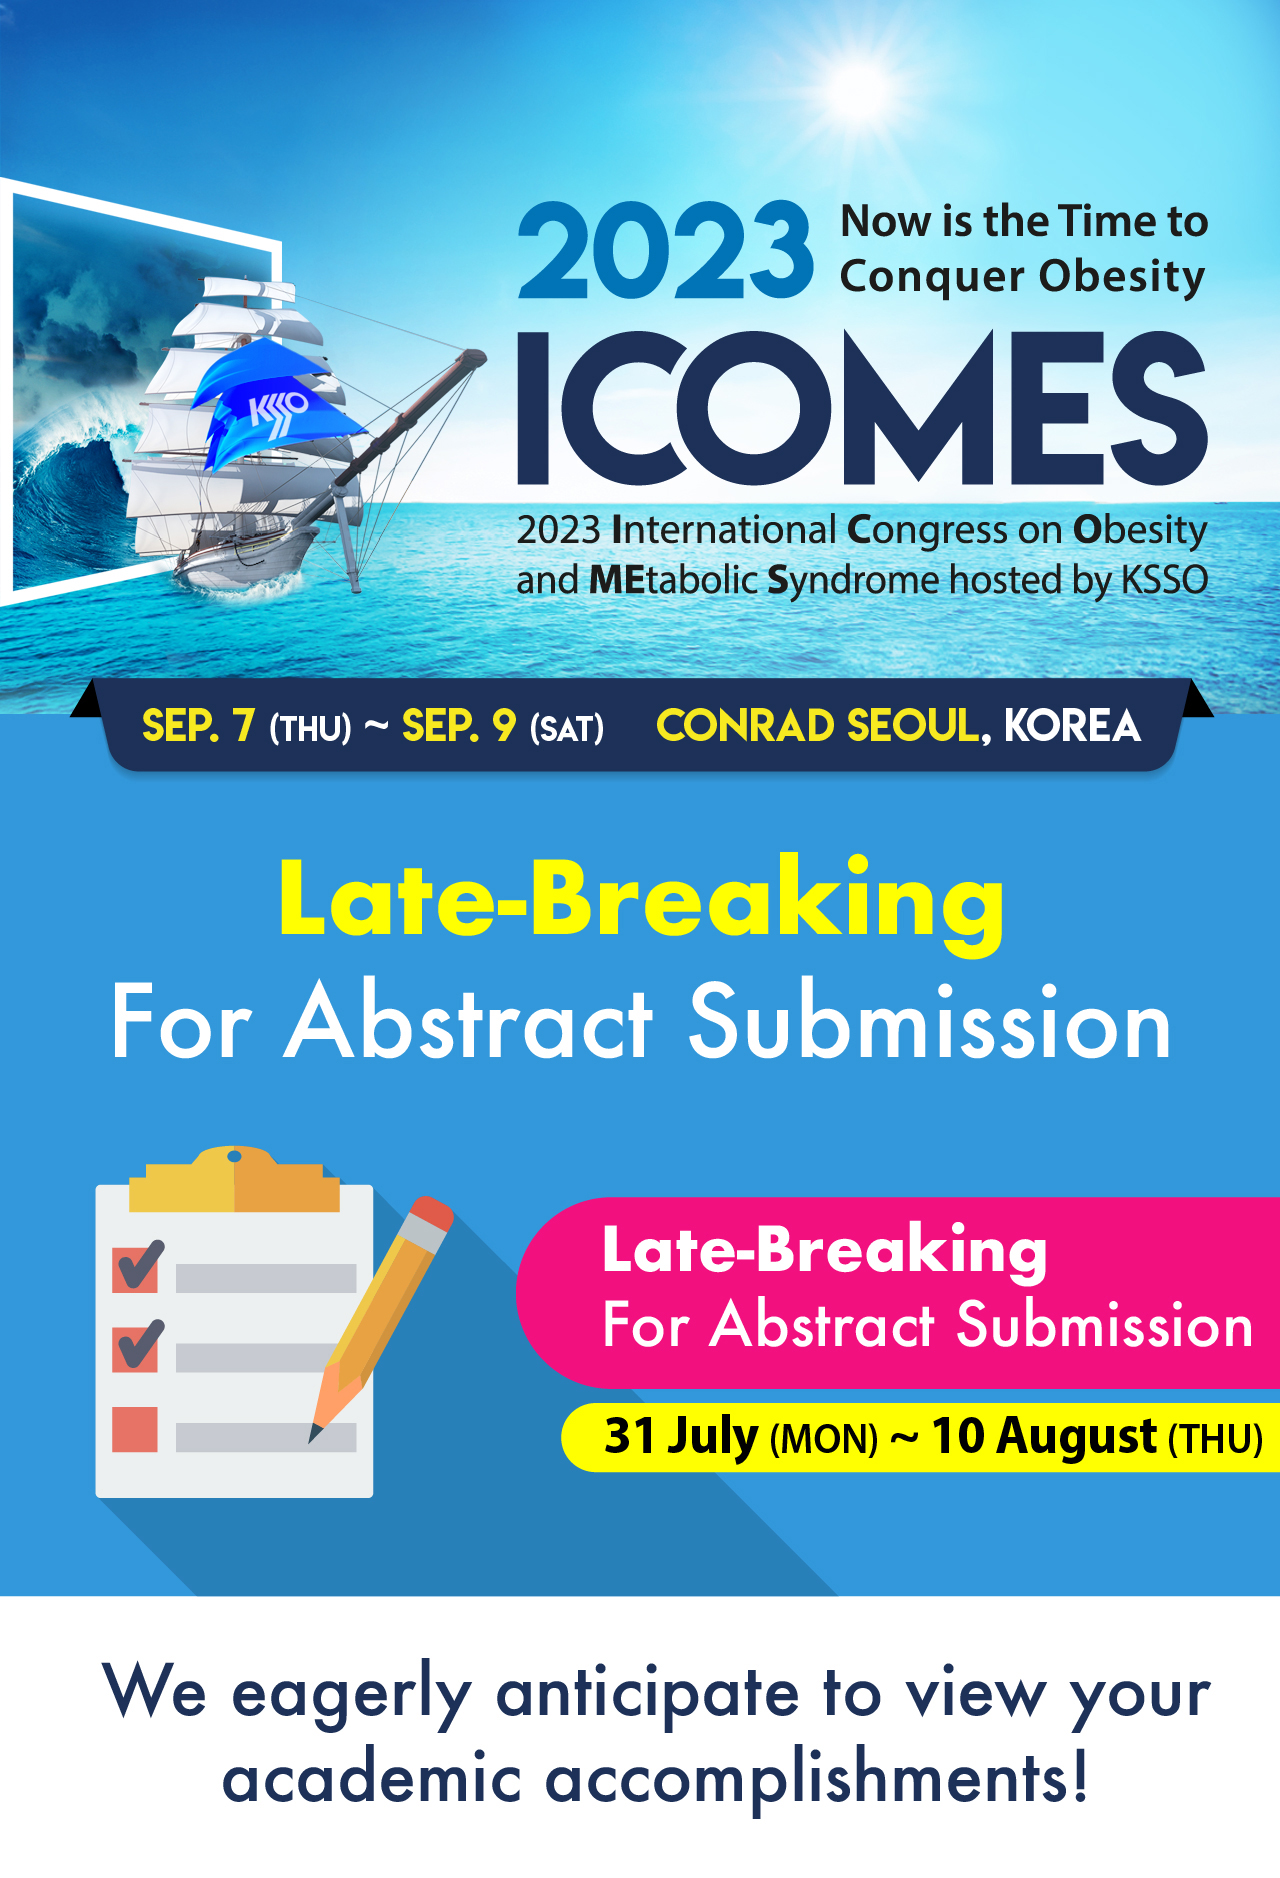 2023 Now is the Time to
Conquer Obesity
ICOMES
KSSO
2023 International Congress on Obesity
and MEtabolic Syndrome hosted by KSSO
SEP. 7 (THU) ~ SEP. 9 (SAT) CONRAD SEOUL, KOREA
Late-Breaking
For Abstract Submission
Late-Breaking
For Abstract Submission
31 July (MON) ~ 10 August (THU)
We eagerly anticipate to view your
academic accomplishments!